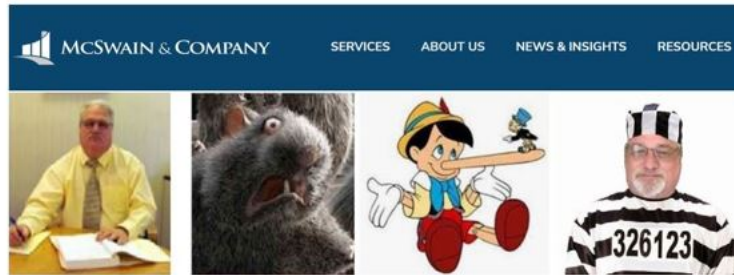 McSwain & Company SERVICES ABOUT US NEWS & INSIGHTS RESOURCES
326123